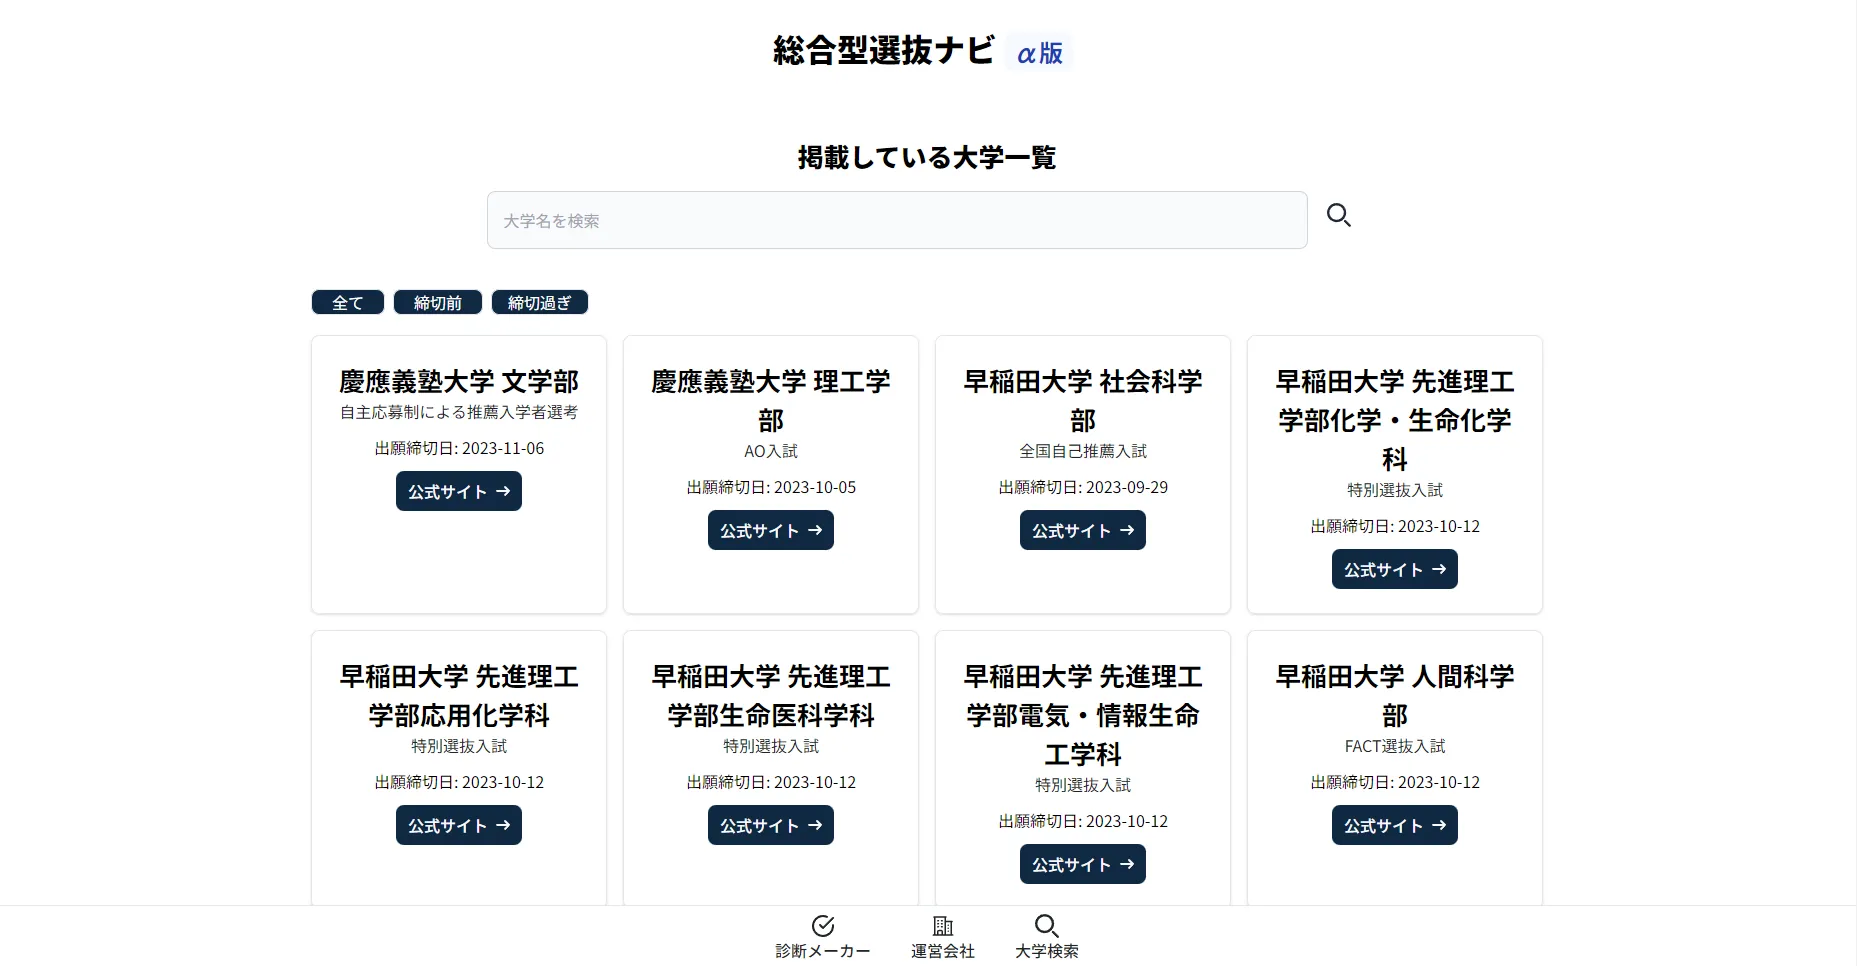 総合型選抜ナビ α版
掲載している大学一覧
大学名を検索
全て 締切前 締切過ぎ
慶應義塾大学 文学部
自主応募制による推薦入学者選考
出願締切日: 2023-11-06
公式サイト →
慶應義塾大学 理工学
部
AO入試
出願締切日: 2023-10-05
公式サイト →
早稲田大学 社会科学
部
全国自己推薦入試
出願締切日: 2023-09-29
公式サイト →
早稲田大学 先進理工
学部化学・生命化学
科
特別選抜入試
出願締切日: 2023-10-12
公式サイト →
早稲田大学 先進理工
学部応用化学科
特別選抜入試
出願締切日: 2023-10-12
公式サイト →
早稲田大学 先進理工
学部生命医科学科
特別選抜入試
出願締切日: 2023-10-12
公式サイト →
早稲田大学 先進理工
学部電気・情報生命
工学科
特別選抜入試
出願締切日: 2023-10-12
公式サイト →
早稲田大学 人間科学
部
FACT選抜入試
出願締切日: 2023-10-12
公式サイト →
診断メーカー 運営会社 大学検索